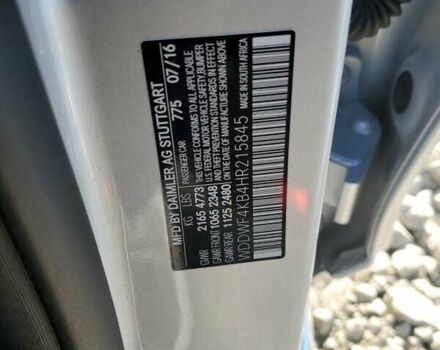 MFD BY DAIMLER AG STUTTGART
PASSENGER CAR 775 07/16
KG LBS
GVWR 2165 4773
GAWR FRONT 1065 2348
GAWR REAR 1125 2480
THIS VEHICLE CONFORMS TO ALL APPLICABLE
U.S. FEDERAL MOTOR VEHICLE SAFETY, BUMPER
AND THEFT PREVENTION STANDARDS IN EFFECT
ON THE DATE OF MANUFACTURE SHOWN ABOVE
WDDWF4KB4HR215845
MADE IN SOUTH AFRICA